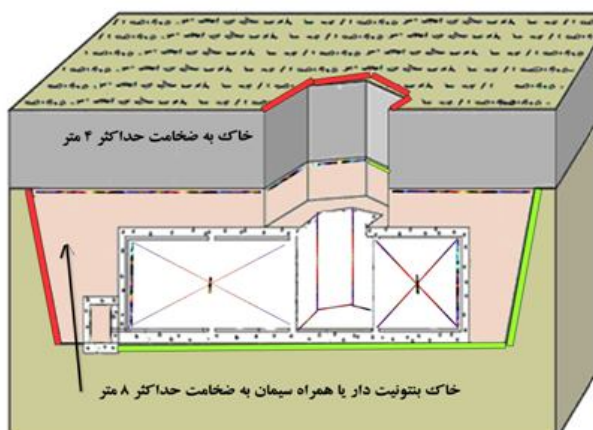 خاک به ضخامت حداکثر ۴ متر
خاک بنتونیت دار یا همراه سیمان به ضخامت حداکثر ۸ متر